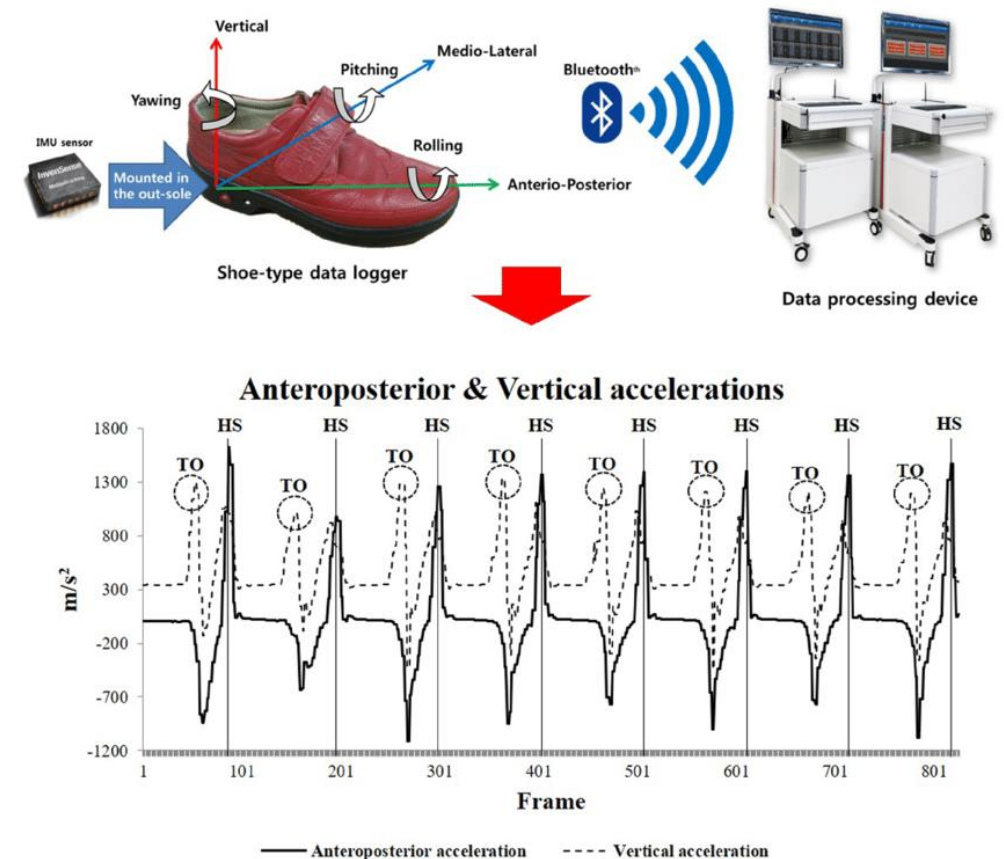 Vertical
Medio-Lateral
Pitching
Yawing
Rolling
IMU sensor
InvenSense
Mounted in
the out-sole
Anterio-Posterior
Shoe-type data logger
Bluetooth
Data processing device
Anteroposterior & Vertical accelerations
HS HS HS HS HS HS HS HS
TO TO TO TO TO TO TO TO
1800
1300
800
300
-200
-700
-1200
m/s²
1 101 201 301 401 501 601 701 801
Frame
Anteroposterior acceleration Vertical acceleration